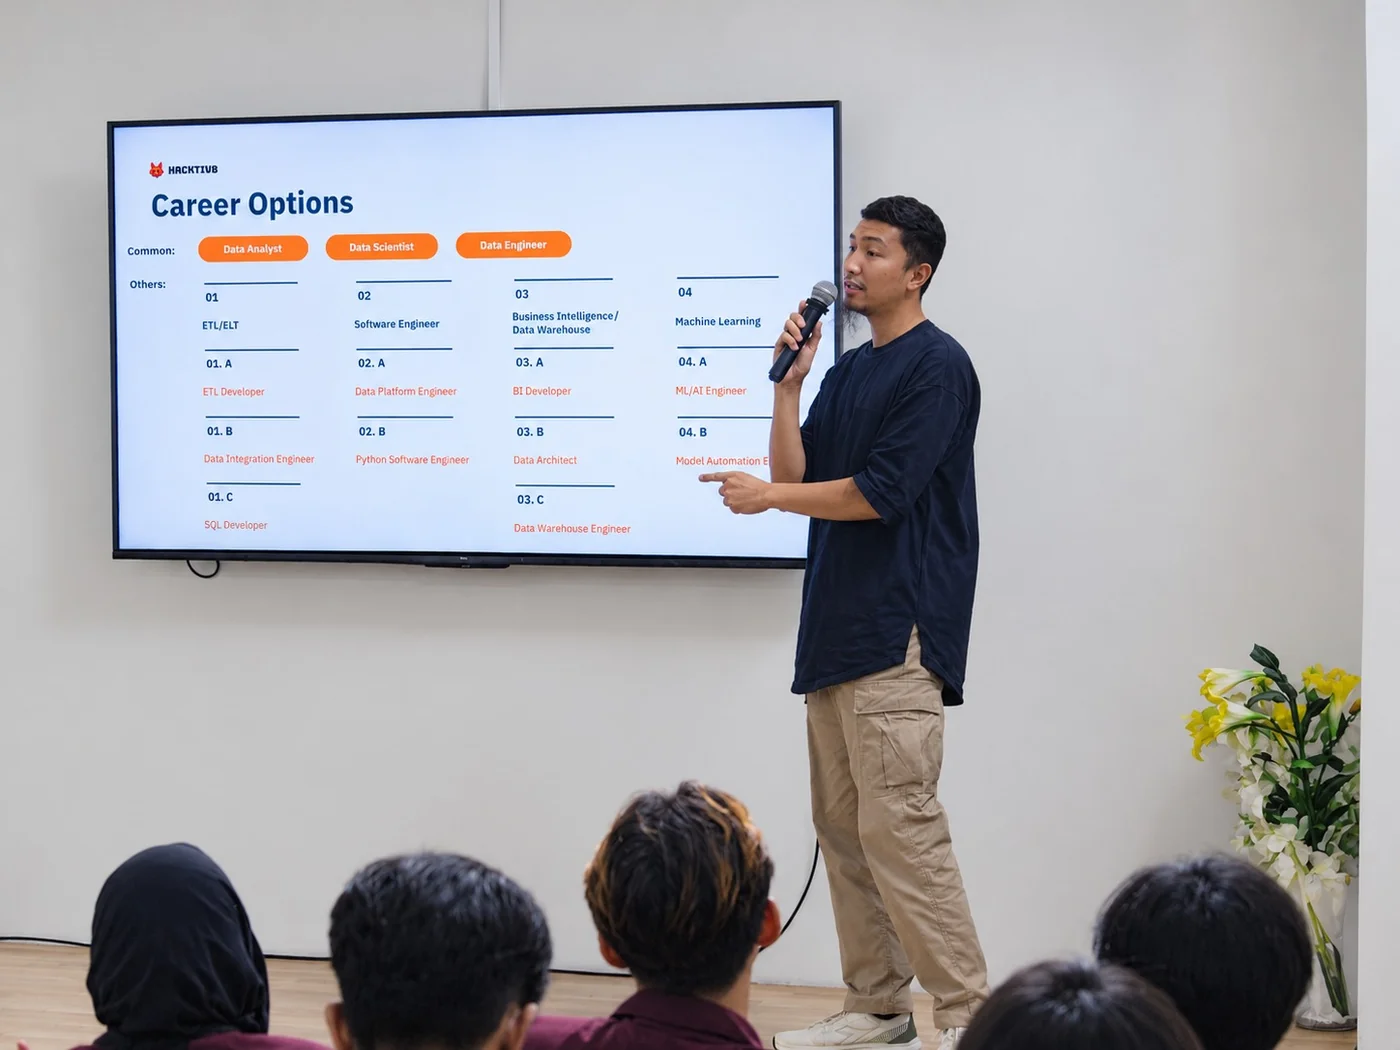 HACKTIV8
Career Options
Common:
Data Analyst
Data Scientist
Data Engineer
Others:
01
02
03
04
ETL/ELT
Software Engineer
Business Intelligence/
Data Warehouse
Machine Learning
01. A
02. A
03. A
04. A
ETL Developer
Data Platform Engineer
BI Developer
ML/AI Engineer
01. B
02. B
03. B
04. B
Data Integration Engineer
Python Software Engineer
Data Architect
Model Automation E
01. C
03. C
SQL Developer
Data Warehouse Engineer